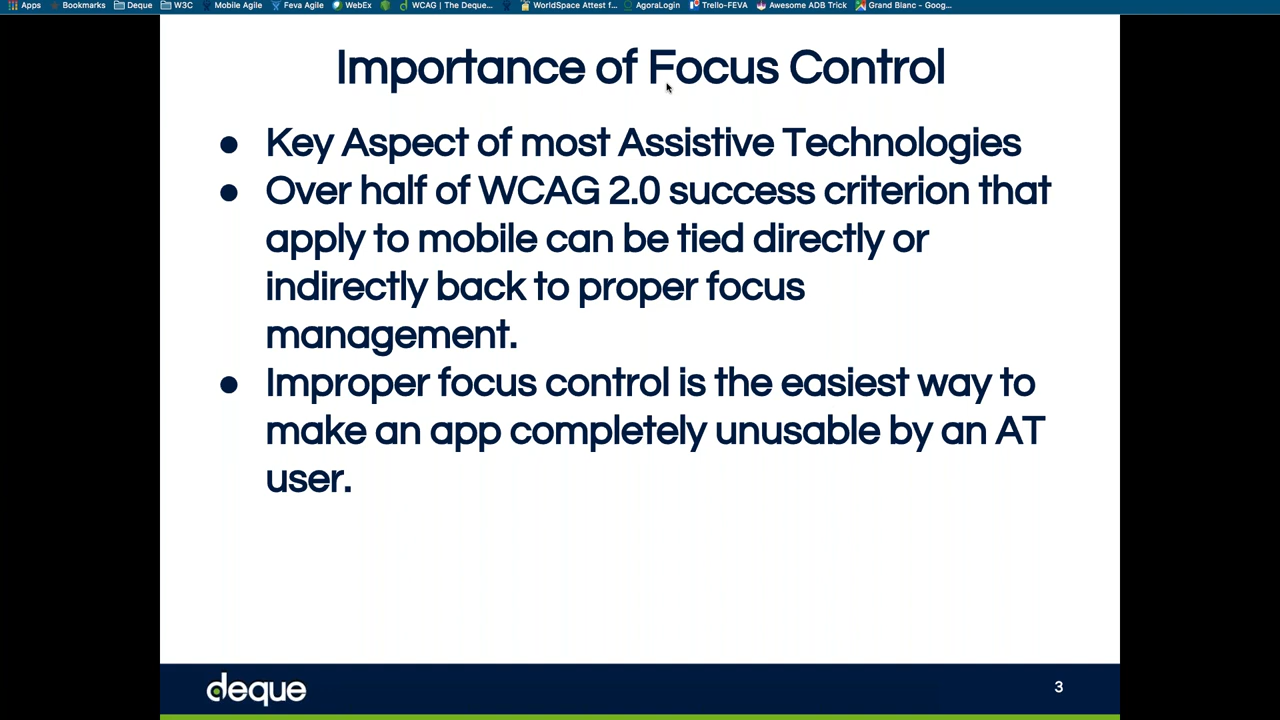 Apps Bookmarks Deque W3C Mobile Agile Feva Agile WebEx WCAG | The Deque... WorldSpace Attest f... AgoraLogin Trello-FEVA Awesome ADB Trick Grand Blanc - Goog...
Importance of Focus Control
● Key Aspect of most Assistive Technologies
● Over half of WCAG 2.0 success criterion that
apply to mobile can be tied directly or
indirectly back to proper focus
management.
● Improper focus control is the easiest way to
make an app completely unusable by an AT
user.
deque
3